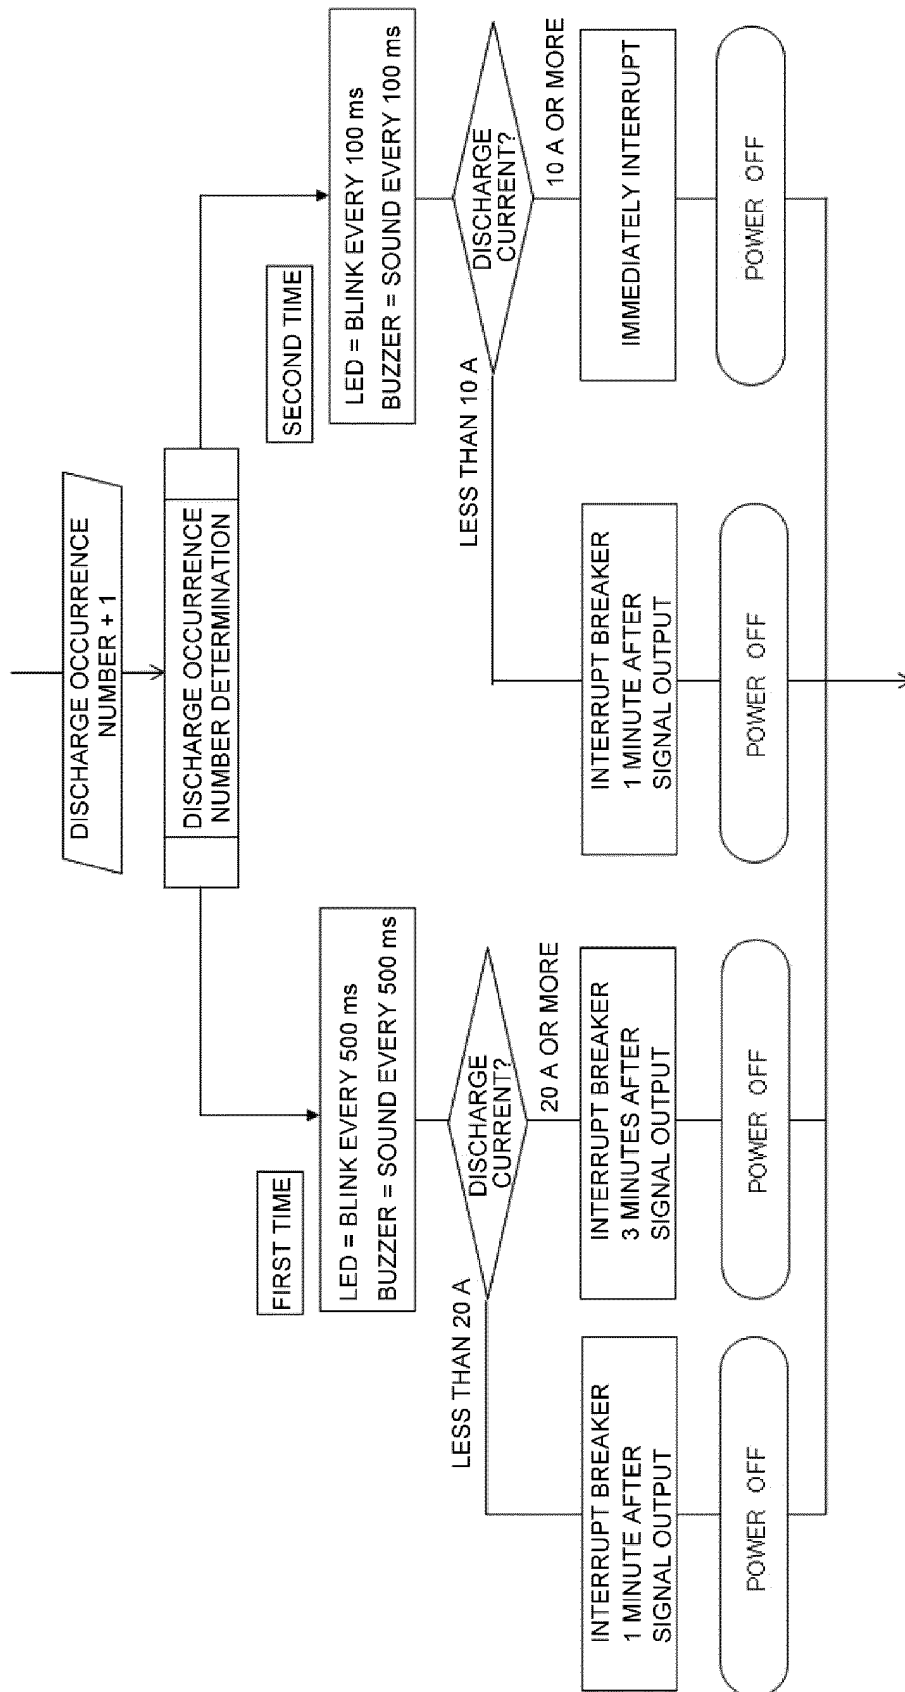 DISCHARGE OCCURRENCE
NUMBER + 1
DISCHARGE OCCURRENCE
NUMBER DETERMINATION
FIRST TIME
LED = BLINK EVERY 500 ms
BUZZER = SOUND EVERY 500 ms
DISCHARGE
CURRENT?
LESS THAN 20 A
20 A OR MORE
INTERRUPT BREAKER
1 MINUTE AFTER
SIGNAL OUTPUT
POWER OFF
INTERRUPT BREAKER
3 MINUTES AFTER
SIGNAL OUTPUT
POWER OFF
SECOND TIME
LED = BLINK EVERY 100 ms
BUZZER = SOUND EVERY 100 ms
DISCHARGE
CURRENT?
LESS THAN 10 A
10 A OR MORE
INTERRUPT BREAKER
1 MINUTE AFTER
SIGNAL OUTPUT
POWER OFF
IMMEDIATELY INTERRUPT
POWER OFF